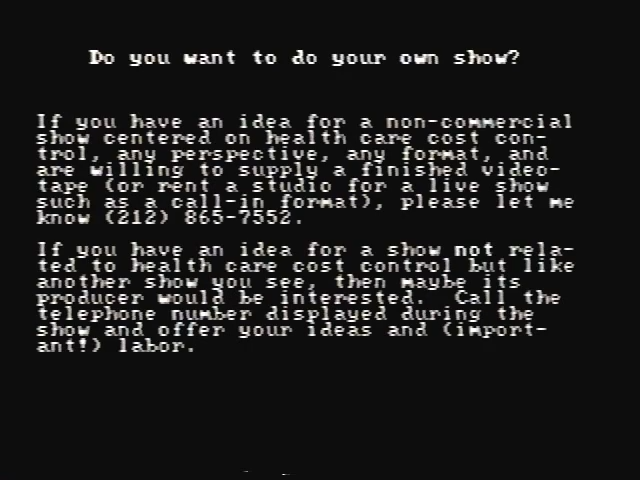 Do you want to do your own show?
If you have an idea for a non-commercial
show centered on health care cost con-
trol, any perspective, any format, and
are willing to supply a finished video-
tape (or rent a studio for a live show
such as a call-in format), please let me
know (212) 865-7552.
If you have an idea for a show not rela-
ted to health care cost control but like
another show you see, then maybe its
producer would be interested.  Call the
telephone number displayed during the
show and offer your ideas and (import-
ant!) labor.